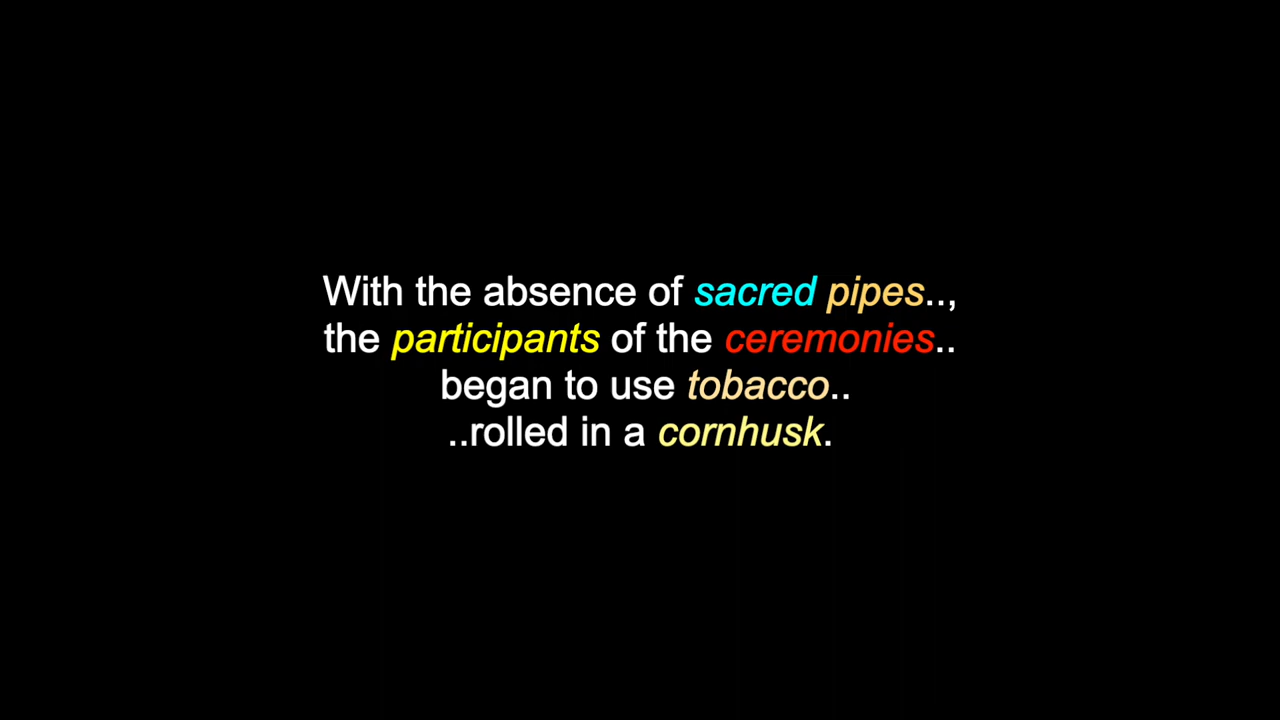 With the absence of sacred pipes..,
the participants of the ceremonies..
began to use tobacco..
..rolled in a cornhusk.